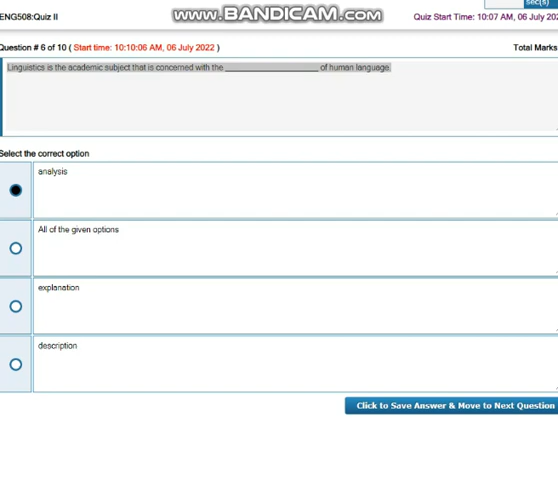 sec(s)
ENG508:Quiz II
WWW.BANDICAM.COM
Quiz Start Time: 10:07 AM, 06 July
Question # 6 of 10 ( Start time: 10:10:06 AM, 06 July 2022 )
Total Marks
Linguistics is the academic subject that is concerned with the ____________________ of human language.
Select the correct option
analysis
All of the given options
explanation
description
Click to Save Answer & Move to Next Question